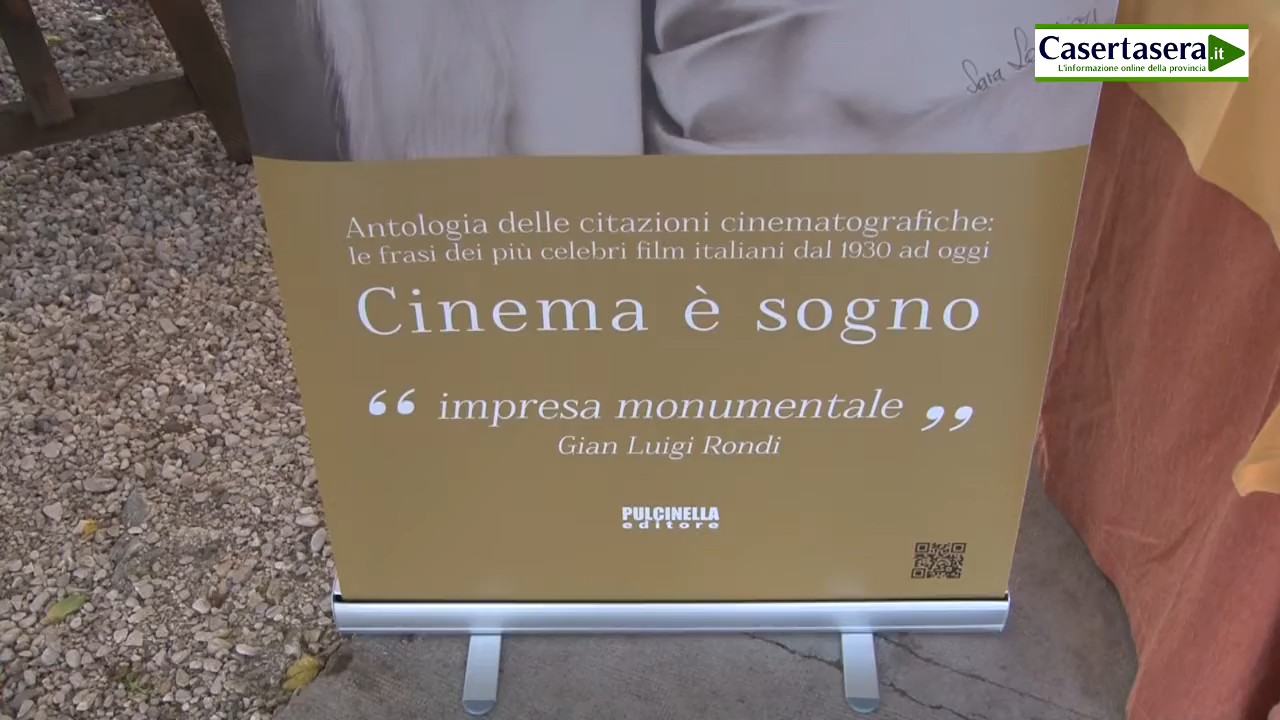 Casertasera.it
L'informazione online della provincia
Sara
Antologia delle citazioni cinematografiche:
le frasi dei più celebri film italiani dal 1930 ad oggi
Cinema è sogno
“ impresa monumentale ”
Gian Luigi Rondi
PULCINELLA
editore